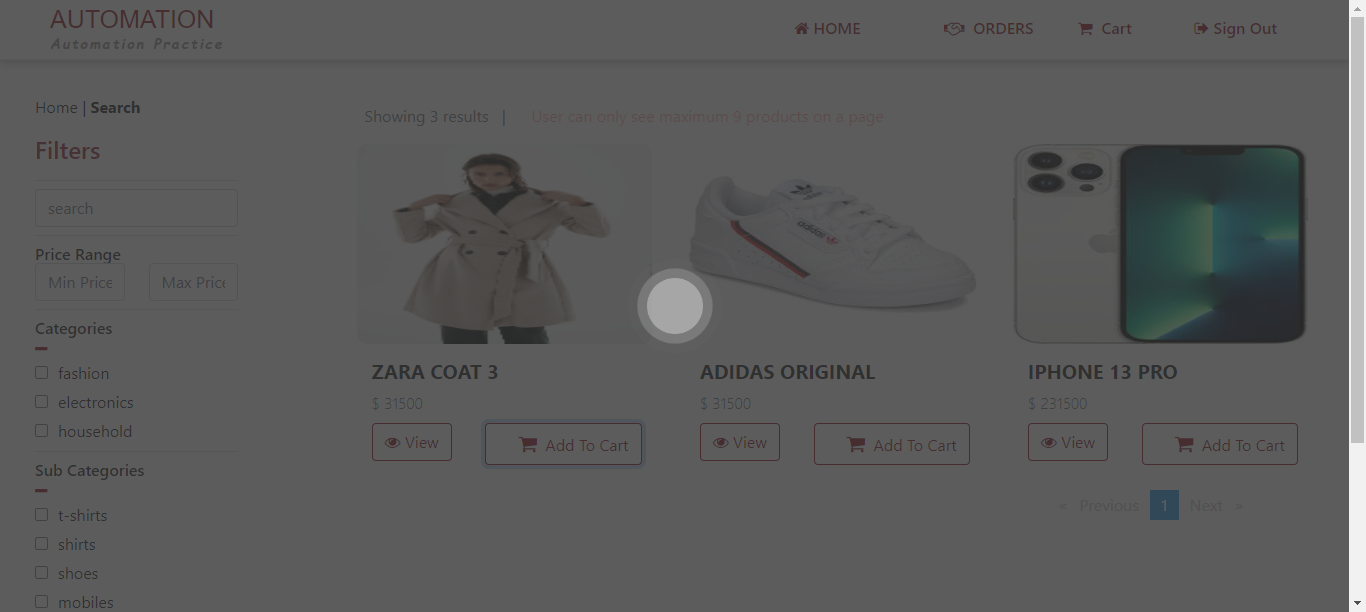 AUTOMATION
Automation Practice
HOME
ORDERS
Cart
Sign Out
Home | Search
Showing 3 results |
User can only see maximum 9 products on a page
Filters
search
Price Range
Min Price
Max Pric
Categories
fashion
electronics
household
Sub Categories
t-shirts
shirts
shoes
mobiles
adidas
ZARA COAT 3
$ 31500
View
Add To Cart
ADIDAS ORIGINAL
$ 31500
View
Add To Cart
IPHONE 13 PRO
$ 231500
View
Add To Cart
« Previous 1 Next »